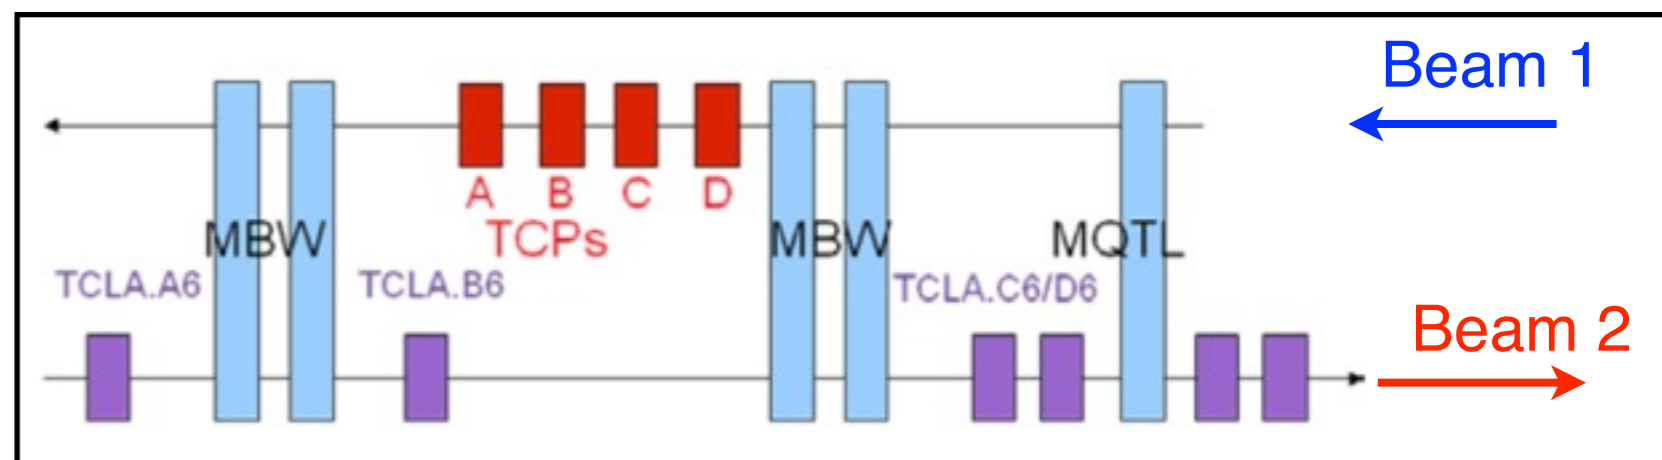 Beam 1
A B C D
MBW TCPs MBW MQTL
TCLA.A6 TCLA.B6 TCLA.C6/D6
Beam 2